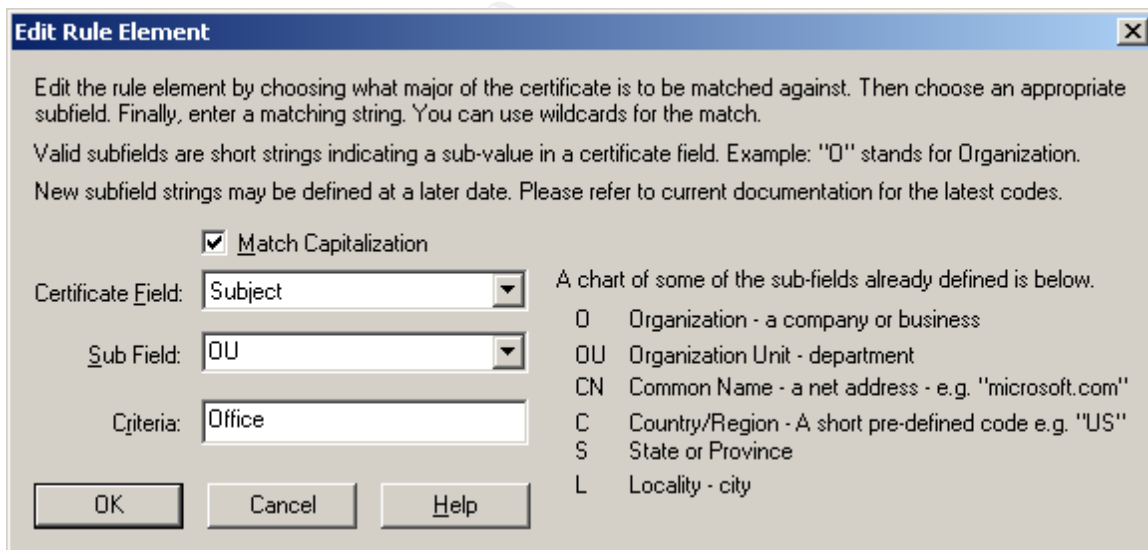 Edit Rule Element
Edit the rule element by choosing what major of the certificate is to be matched against. Then choose an appropriate
subfield. Finally, enter a matching string. You can use wildcards for the match.
Valid subfields are short strings indicating a sub-value in a certificate field. Example: "O" stands for Organization.
New subfield strings may be defined at a later date. Please refer to current documentation for the latest codes.
Match Capitalization
Certificate Field: Subject
Sub Field: OU
Criteria: Office
A chart of some of the sub-fields already defined is below.
O Organization - a company or business
OU Organization Unit - department
CN Common Name - a net address - e.g. "microsoft.com"
C Country/Region - A short pre-defined code e.g. "US"
S State or Province
L Locality - city
OK Cancel Help